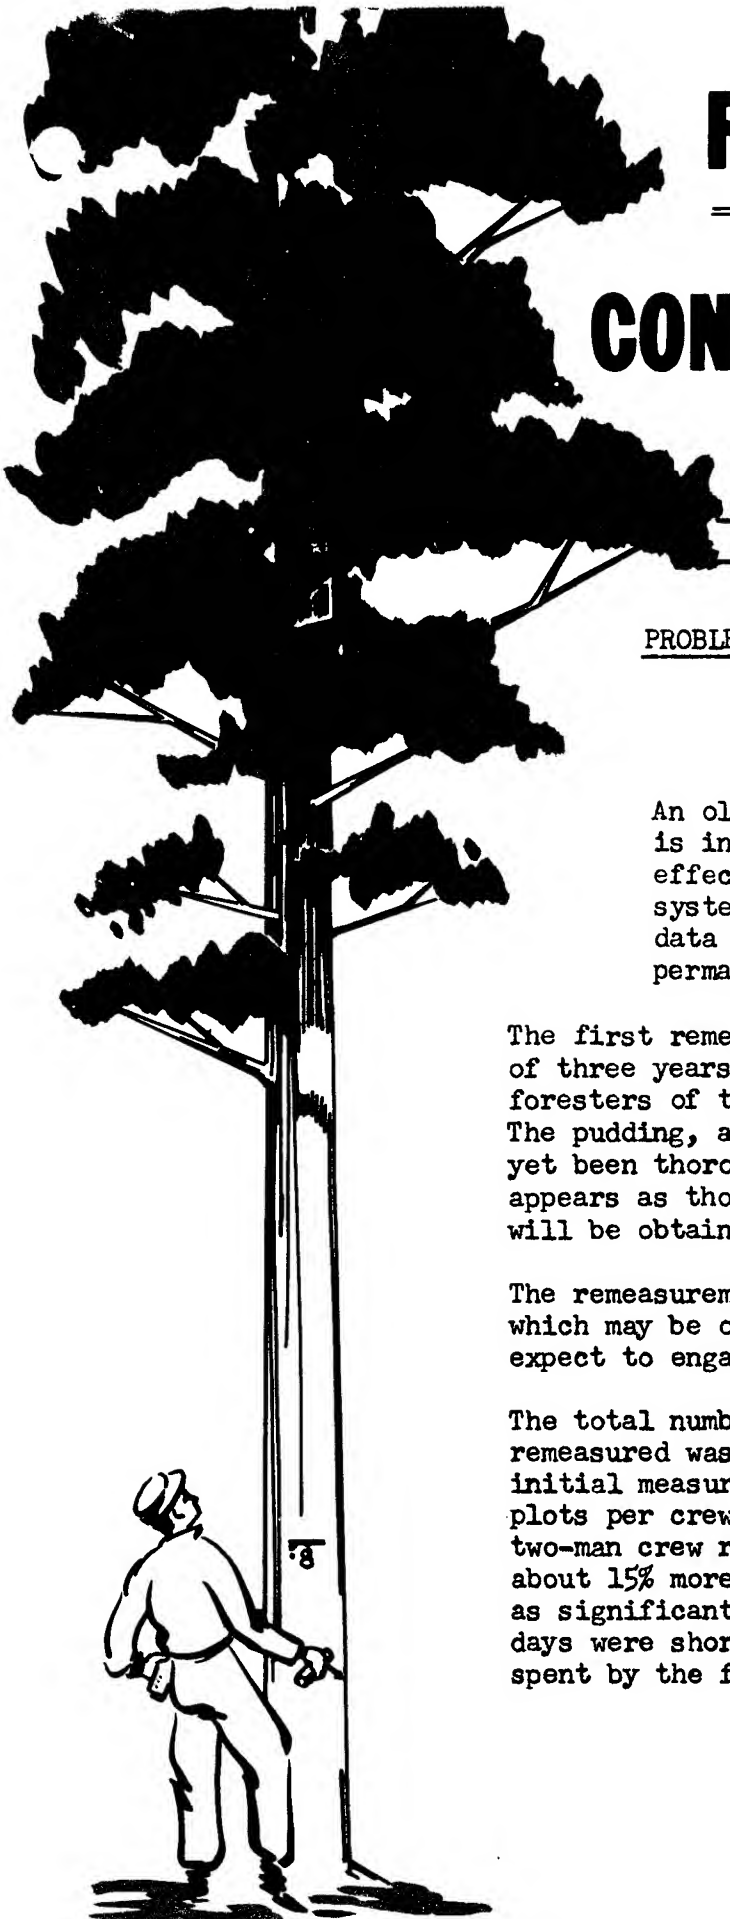 CON
PROBLE
An ol
is in
effec
syste
data
perma
The first reme
of three years
foresters of t
The pudding, a
yet been thoro
appears as tho
will be obtain
The remeasurem
which may be o
expect to enga
The total numb
remeasured was
initial measur
plots per crew
two-man crew r
about 15% more
as significant
days were shor
spent by the f